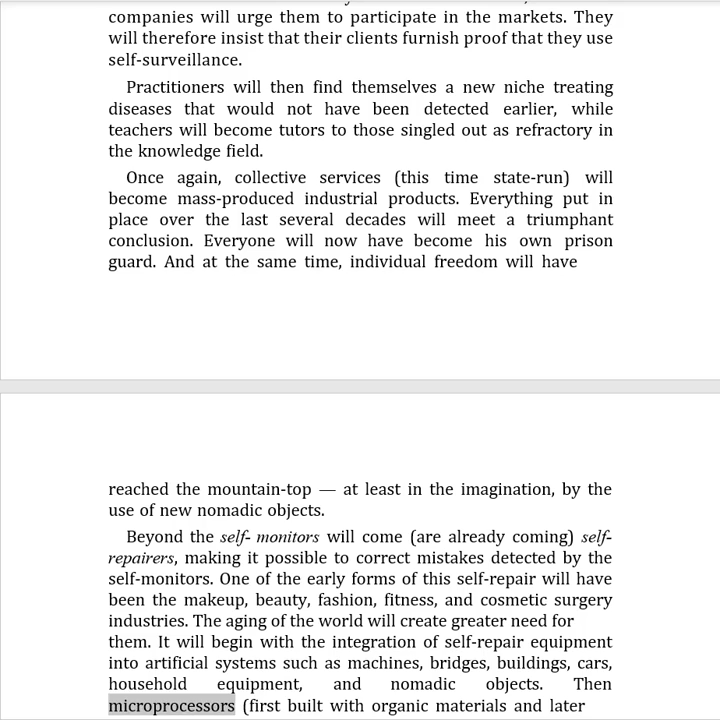 companies will urge them to participate in the markets. They
will therefore insist that their clients furnish proof that they use
self-surveillance.
Practitioners will then find themselves a new niche treating
diseases that would not have been detected earlier, while
teachers will become tutors to those singled out as refractory in
the knowledge field.
Once again, collective services (this time state-run) will
become mass-produced industrial products. Everything put in
place over the last several decades will meet a triumphant
conclusion. Everyone will now have become his own prison
guard. And at the same time, individual freedom will have
reached the mountain-top — at least in the imagination, by the
use of new nomadic objects.
Beyond the self- monitors will come (are already coming) self-
repairers, making it possible to correct mistakes detected by the
self-monitors. One of the early forms of this self-repair will have
been the makeup, beauty, fashion, fitness, and cosmetic surgery
industries. The aging of the world will create greater need for
them. It will begin with the integration of self-repair equipment
into artificial systems such as machines, bridges, buildings, cars,
household equipment, and nomadic objects. Then
microprocessors (first built with organic materials and later